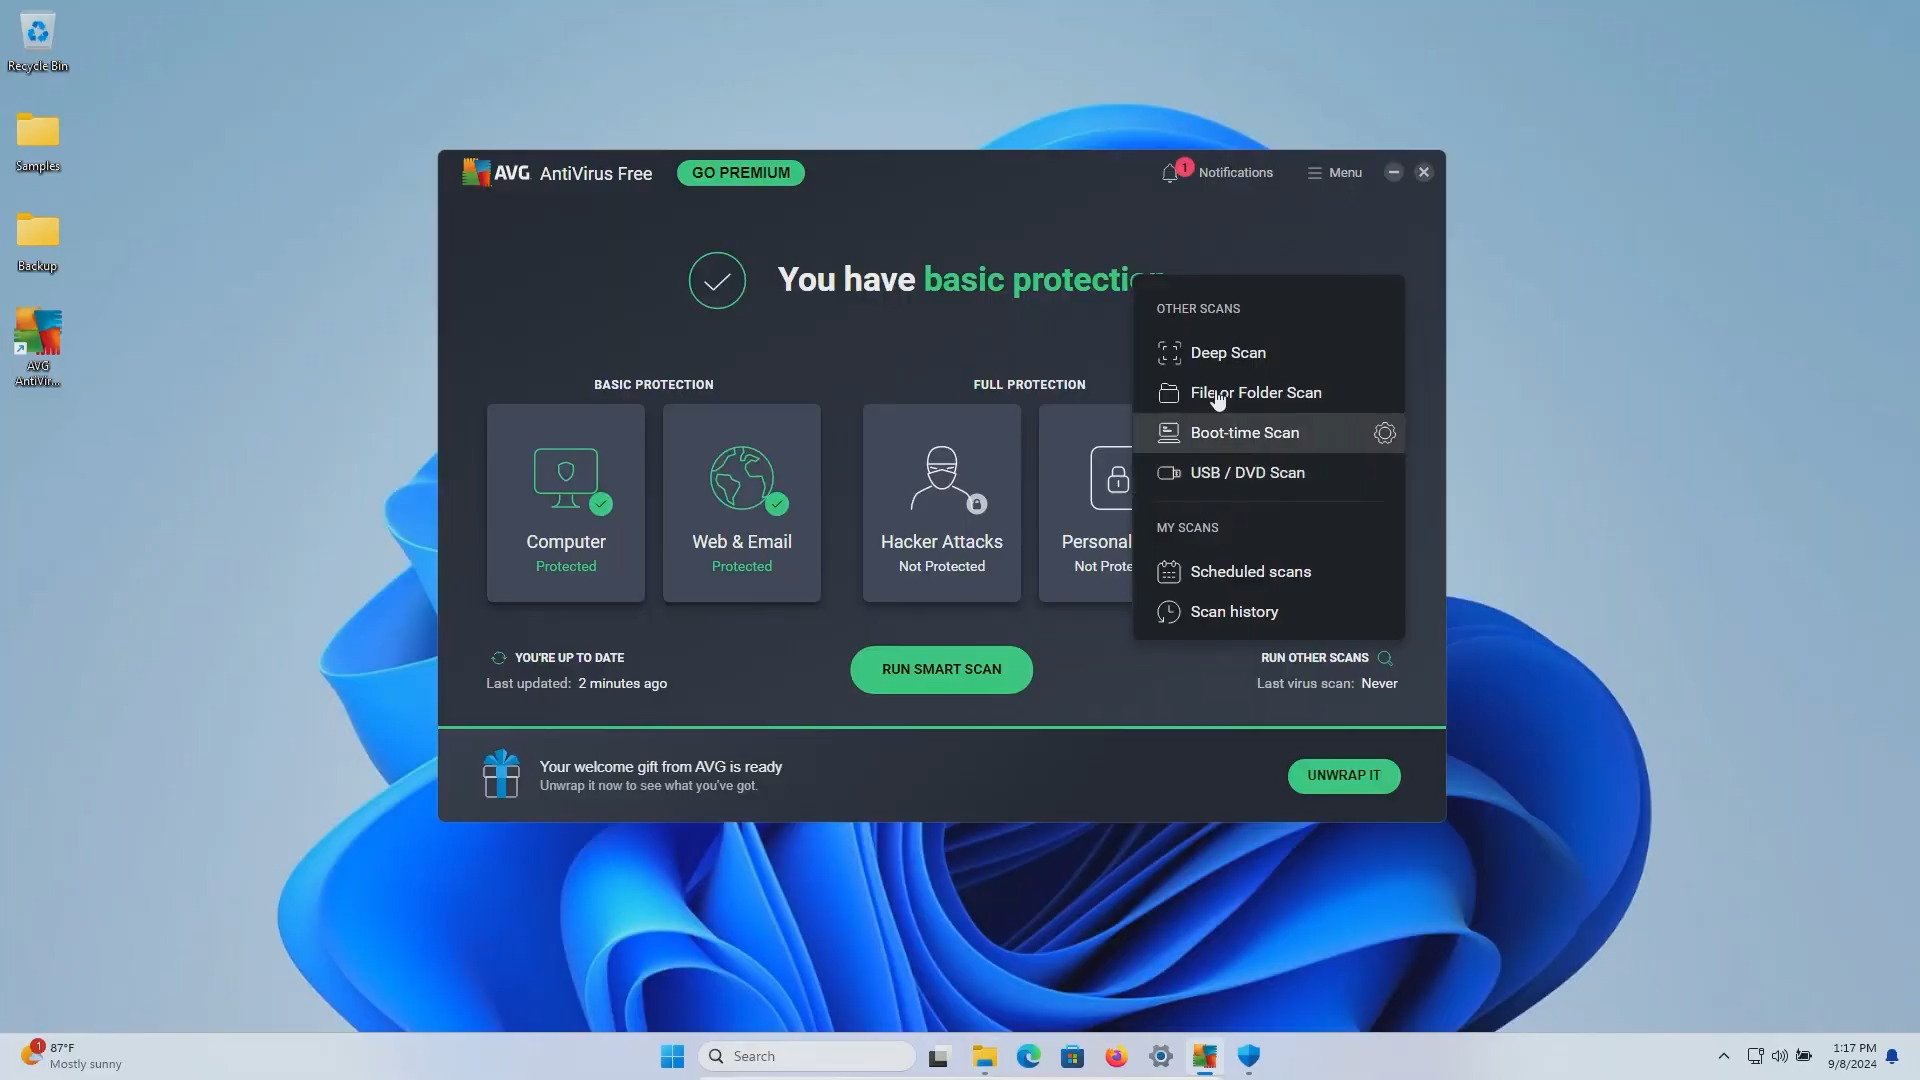 Recycle Bin
Samples
Backup
AVG
AntiVir...
AVG AntiVirus Free
GO PREMIUM
1
Notifications
Menu
You have basic protection
BASIC PROTECTION
FULL PROTECTION
Computer
Protected
Web & Email
Protected
Hacker Attacks
Not Protected
Personal
Not Prote
OTHER SCANS
Deep Scan
File or Folder Scan
Boot-time Scan
USB / DVD Scan
MY SCANS
Scheduled scans
Scan history
YOU'RE UP TO DATE
Last updated: 2 minutes ago
RUN SMART SCAN
RUN OTHER SCANS
Last virus scan: Never
Your welcome gift from AVG is ready
Unwrap it now to see what you've got.
UNWRAP IT
1
87°F
Mostly sunny
Search
1:17 PM
9/8/2024